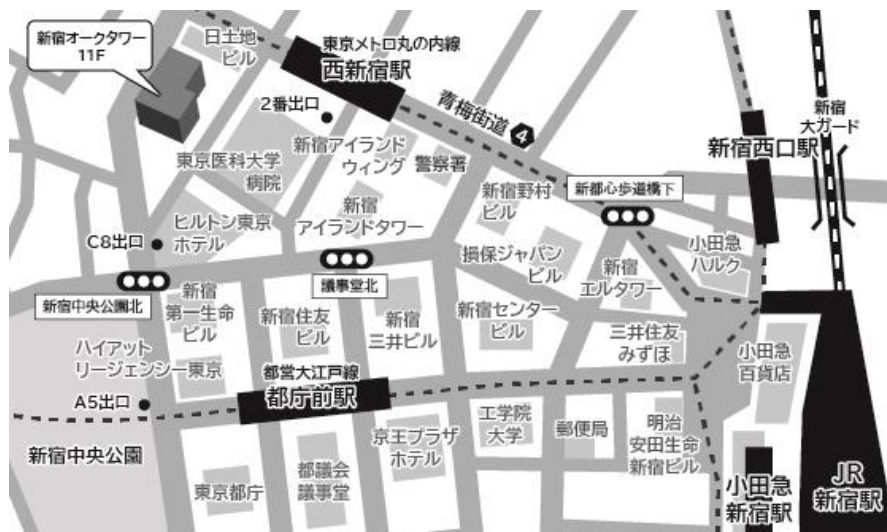 新宿オークタワー
11F
日土地
ビル
東京メトロ丸の内線
西新宿駅
2番出口
青梅街道
4
新宿
大ガード
新宿西口駅
東京医科大学
病院
新宿アイランド
ウィング
警察署
新宿野村
ビル
新都心歩道橋下
C8出口
ヒルトン東京
ホテル
新宿
アイランドタワー
損保ジャパン
ビル
小田急
ハルク
新宿
エルタワー
新宿中央公園北
議事堂北
新宿
第一生命
ビル
新宿住友
ビル
新宿
三井ビル
新宿センター
ビル
三井住友
みずほ
小田急
百貨店
ハイアット
リージェンシー東京
都営大江戸線
都庁前駅
A5出口
新宿中央公園
東京都庁
都議会
議事堂
京王プラザ
ホテル
工学院
大学
郵便局
明治
安田生命
新宿ビル
小田急
新宿駅
JR
新宿駅